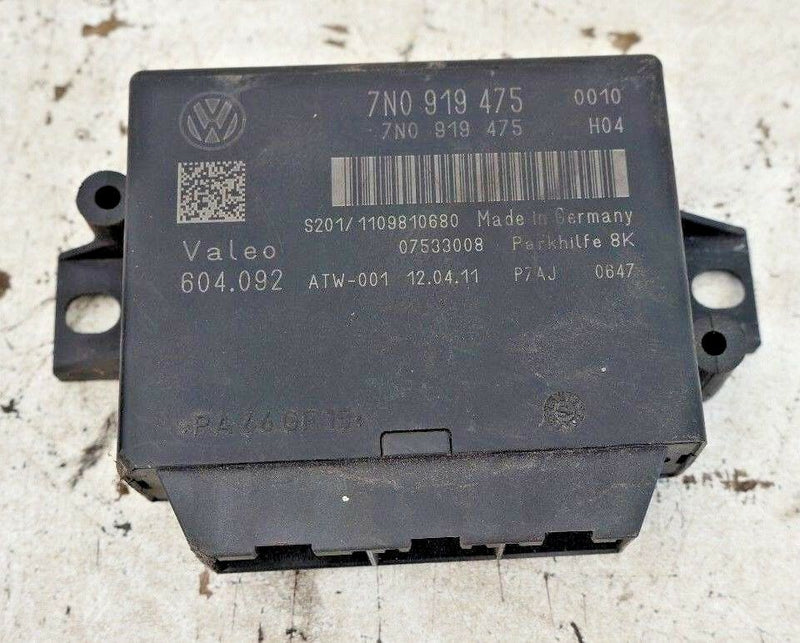 7N0 919 475 0010
7N0 919 475 H04
S201/1109810680 Made in Germany
Valeo 07533008 Parkhilfe 8K
604.092 ATW-001 12.04.11 P7AJ 0647